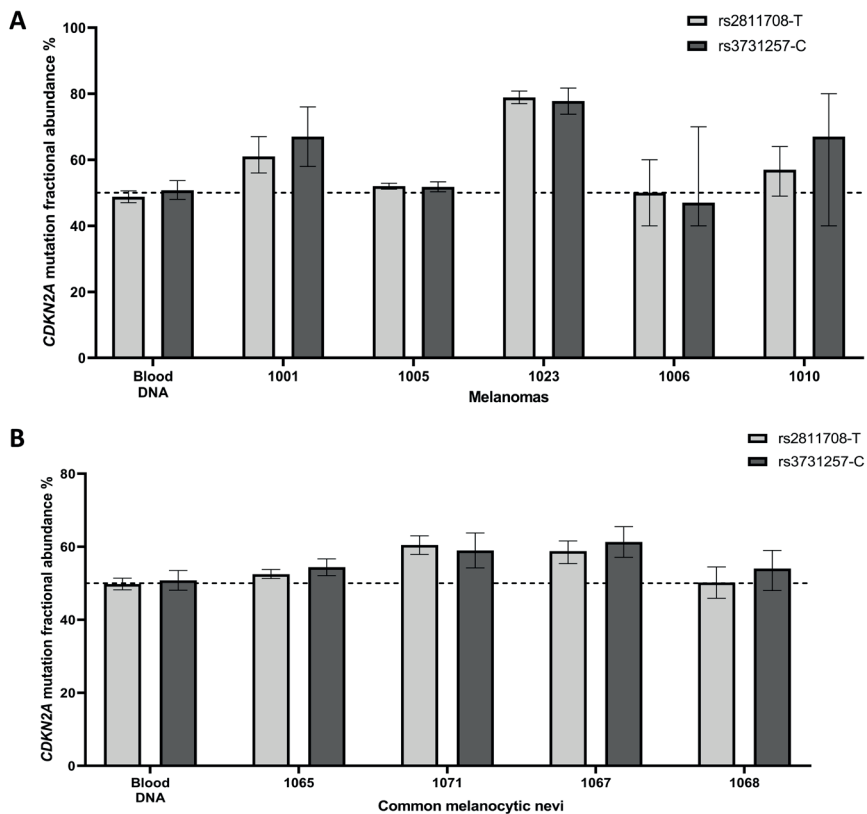 A
rs2811708-T
rs3731257-C
CDKN2A mutation fractional abundance %
100
80
60
40
20
0
Blood DNA
1001
1005
1023
1006
1010
Melanomas
B
rs2811708-T
rs3731257-C
CDKN2A mutation fractional abundance %
80
60
40
20
0
Blood DNA
1065
1071
1067
1068
Common melanocytic nevi